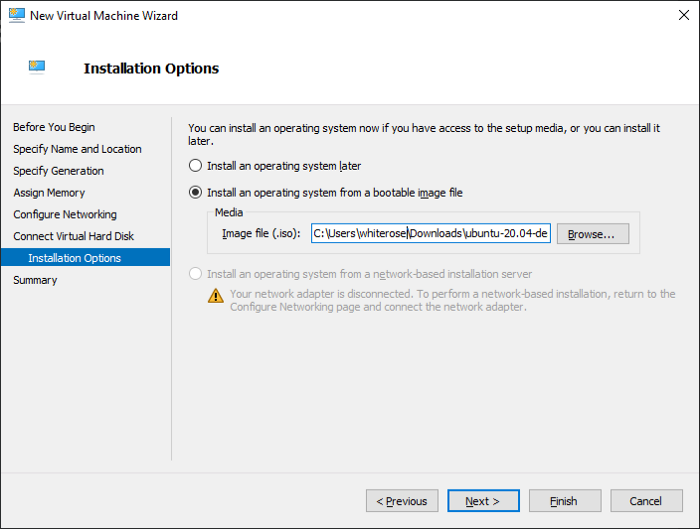 New Virtual Machine Wizard
Installation Options
Before You Begin
Specify Name and Location
Specify Generation
Assign Memory
Configure Networking
Connect Virtual Hard Disk
Installation Options
Summary
You can install an operating system now if you have access to the setup media, or you can install it
later.
Install an operating system later
Install an operating system from a bootable image file
Media
Image file (.iso):
C:\Users\whiterose\Downloads\ubuntu-20.04-de
Browse...
Install an operating system from a network-based installation server
Your network adapter is disconnected. To perform a network-based installation, return to the
Configure Networking page and connect the network adapter.
< Previous
Next >
Finish
Cancel